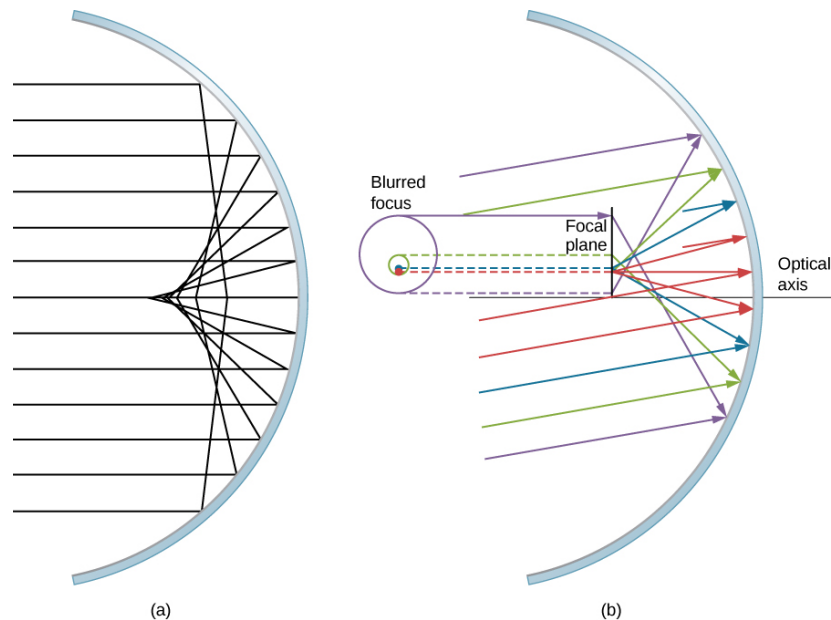 Blurred
focus
Focal
plane
Optical
axis
(a)
(b)